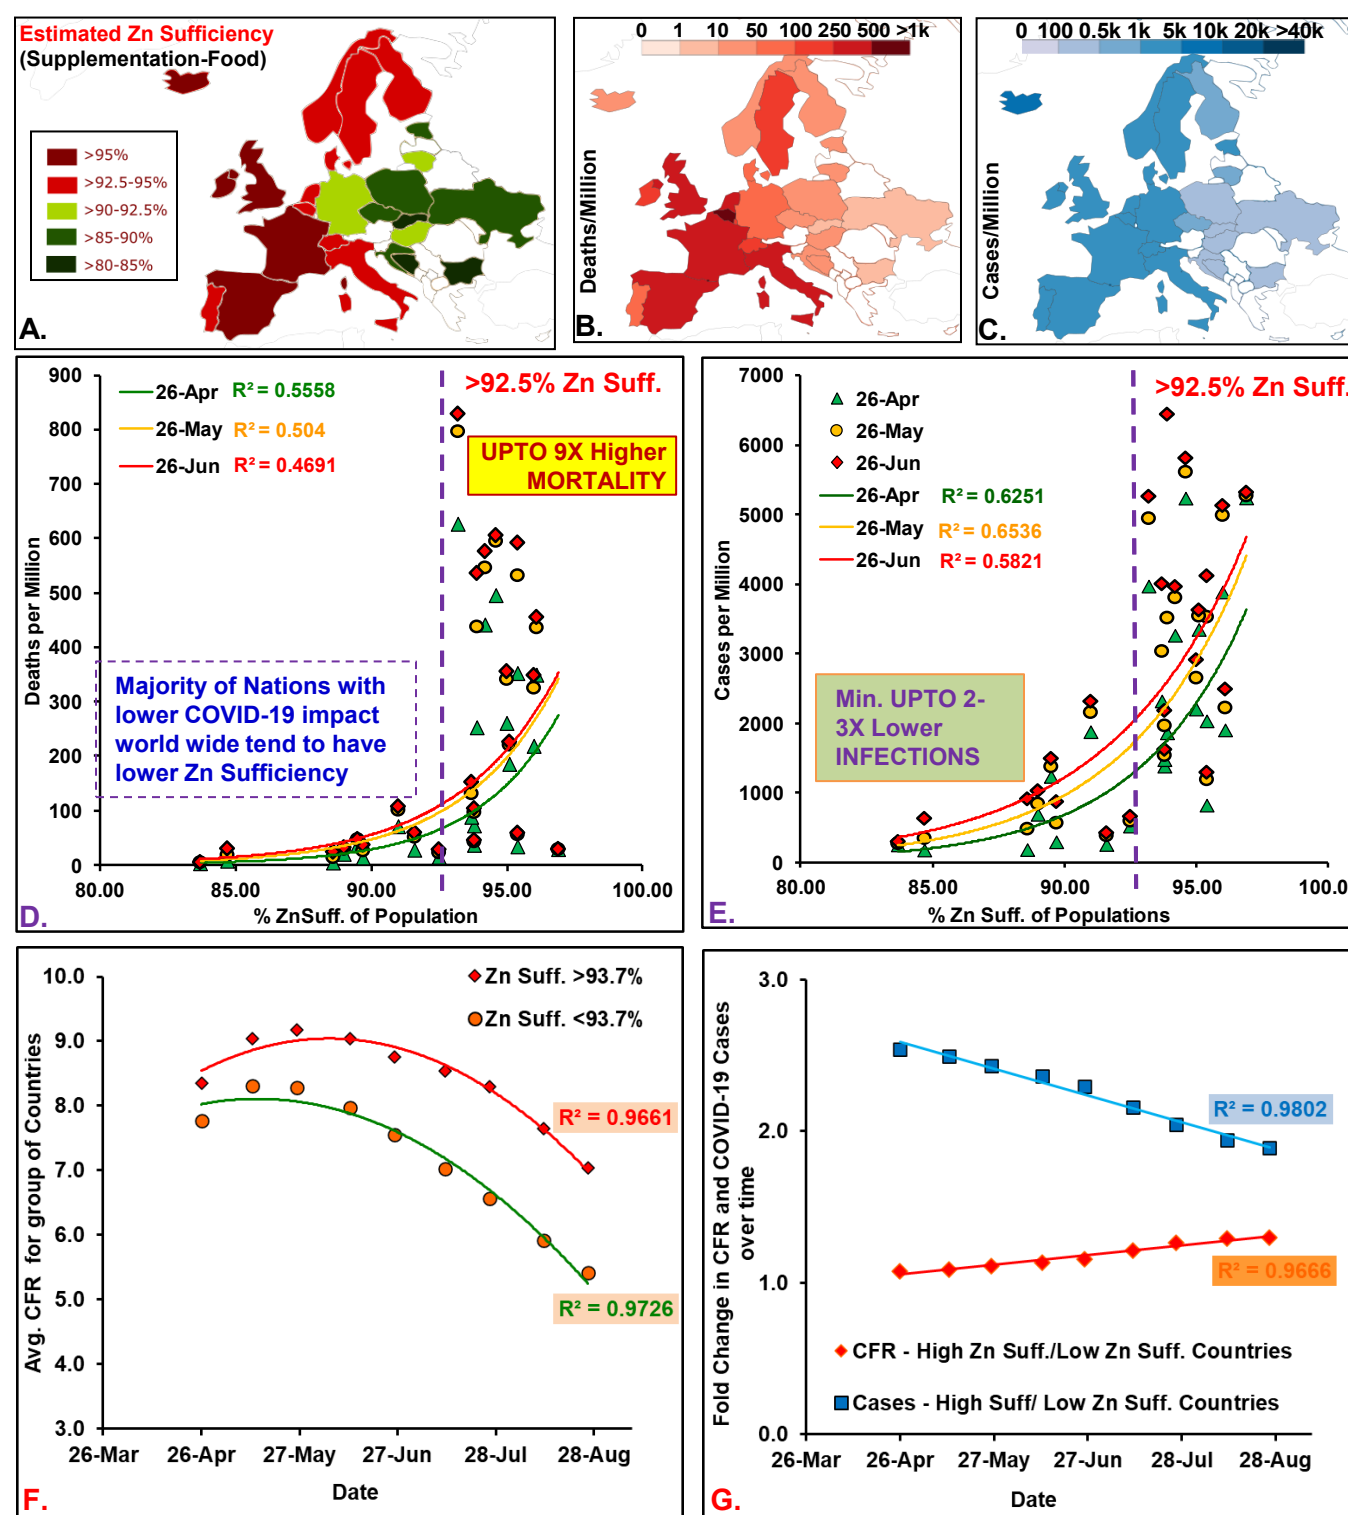 Estimated Zn Sufficiency
(Supplementation-Food)
>95%
>92.5-95%
>90-92.5%
>85-90%
>80-85%
A.
0 1 10 50 100 250 500 >1k
Deaths/Million
B.
0 100 0.5k 1k 5k 10k 20k >40k
Cases/Million
C.
900
800
700
600
500
400
300
200
100
0
Deaths per Million
26-Apr R² = 0.5558
26-May R² = 0.504
26-Jun R² = 0.4691
>92.5% Zn Suff.
UPTO 9X Higher
MORTALITY
Majority of Nations with
lower COVID-19 impact
world wide tend to have
lower Zn Sufficiency
80.00 85.00 90.00 95.00 100.00
% ZnSuff. of Population
D.
7000
6000
5000
4000
3000
2000
1000
0
Cases per Million
26-Apr
26-May
26-Jun
26-Apr R² = 0.6251
26-May R² = 0.6536
26-Jun R² = 0.5821
>92.5% Zn Suff.
Min. UPTO 2-
3X Lower
INFECTIONS
80.00 85.00 90.00 95.00 100.0
% Zn Suff. of Populations
E.
10.0
9.0
8.0
7.0
6.0
5.0
4.0
3.0
Avg. CFR for group of Countries
Zn Suff. >93.7%
Zn Suff. <93.7%
R² = 0.9661
R² = 0.9726
26-Mar 26-Apr 27-May 27-Jun 28-Jul 28-Aug
Date
F.
3.0
2.0
1.0
0.0
Fold Change in CFR and COVID-19 Cases
over time
R² = 0.9802
R² = 0.9666
CFR - High Zn Suff./Low Zn Suff. Countries
Cases - High Suff/ Low Zn Suff. Countries
26-Mar 26-Apr 27-May 27-Jun 28-Jul 28-Aug
Date
G.